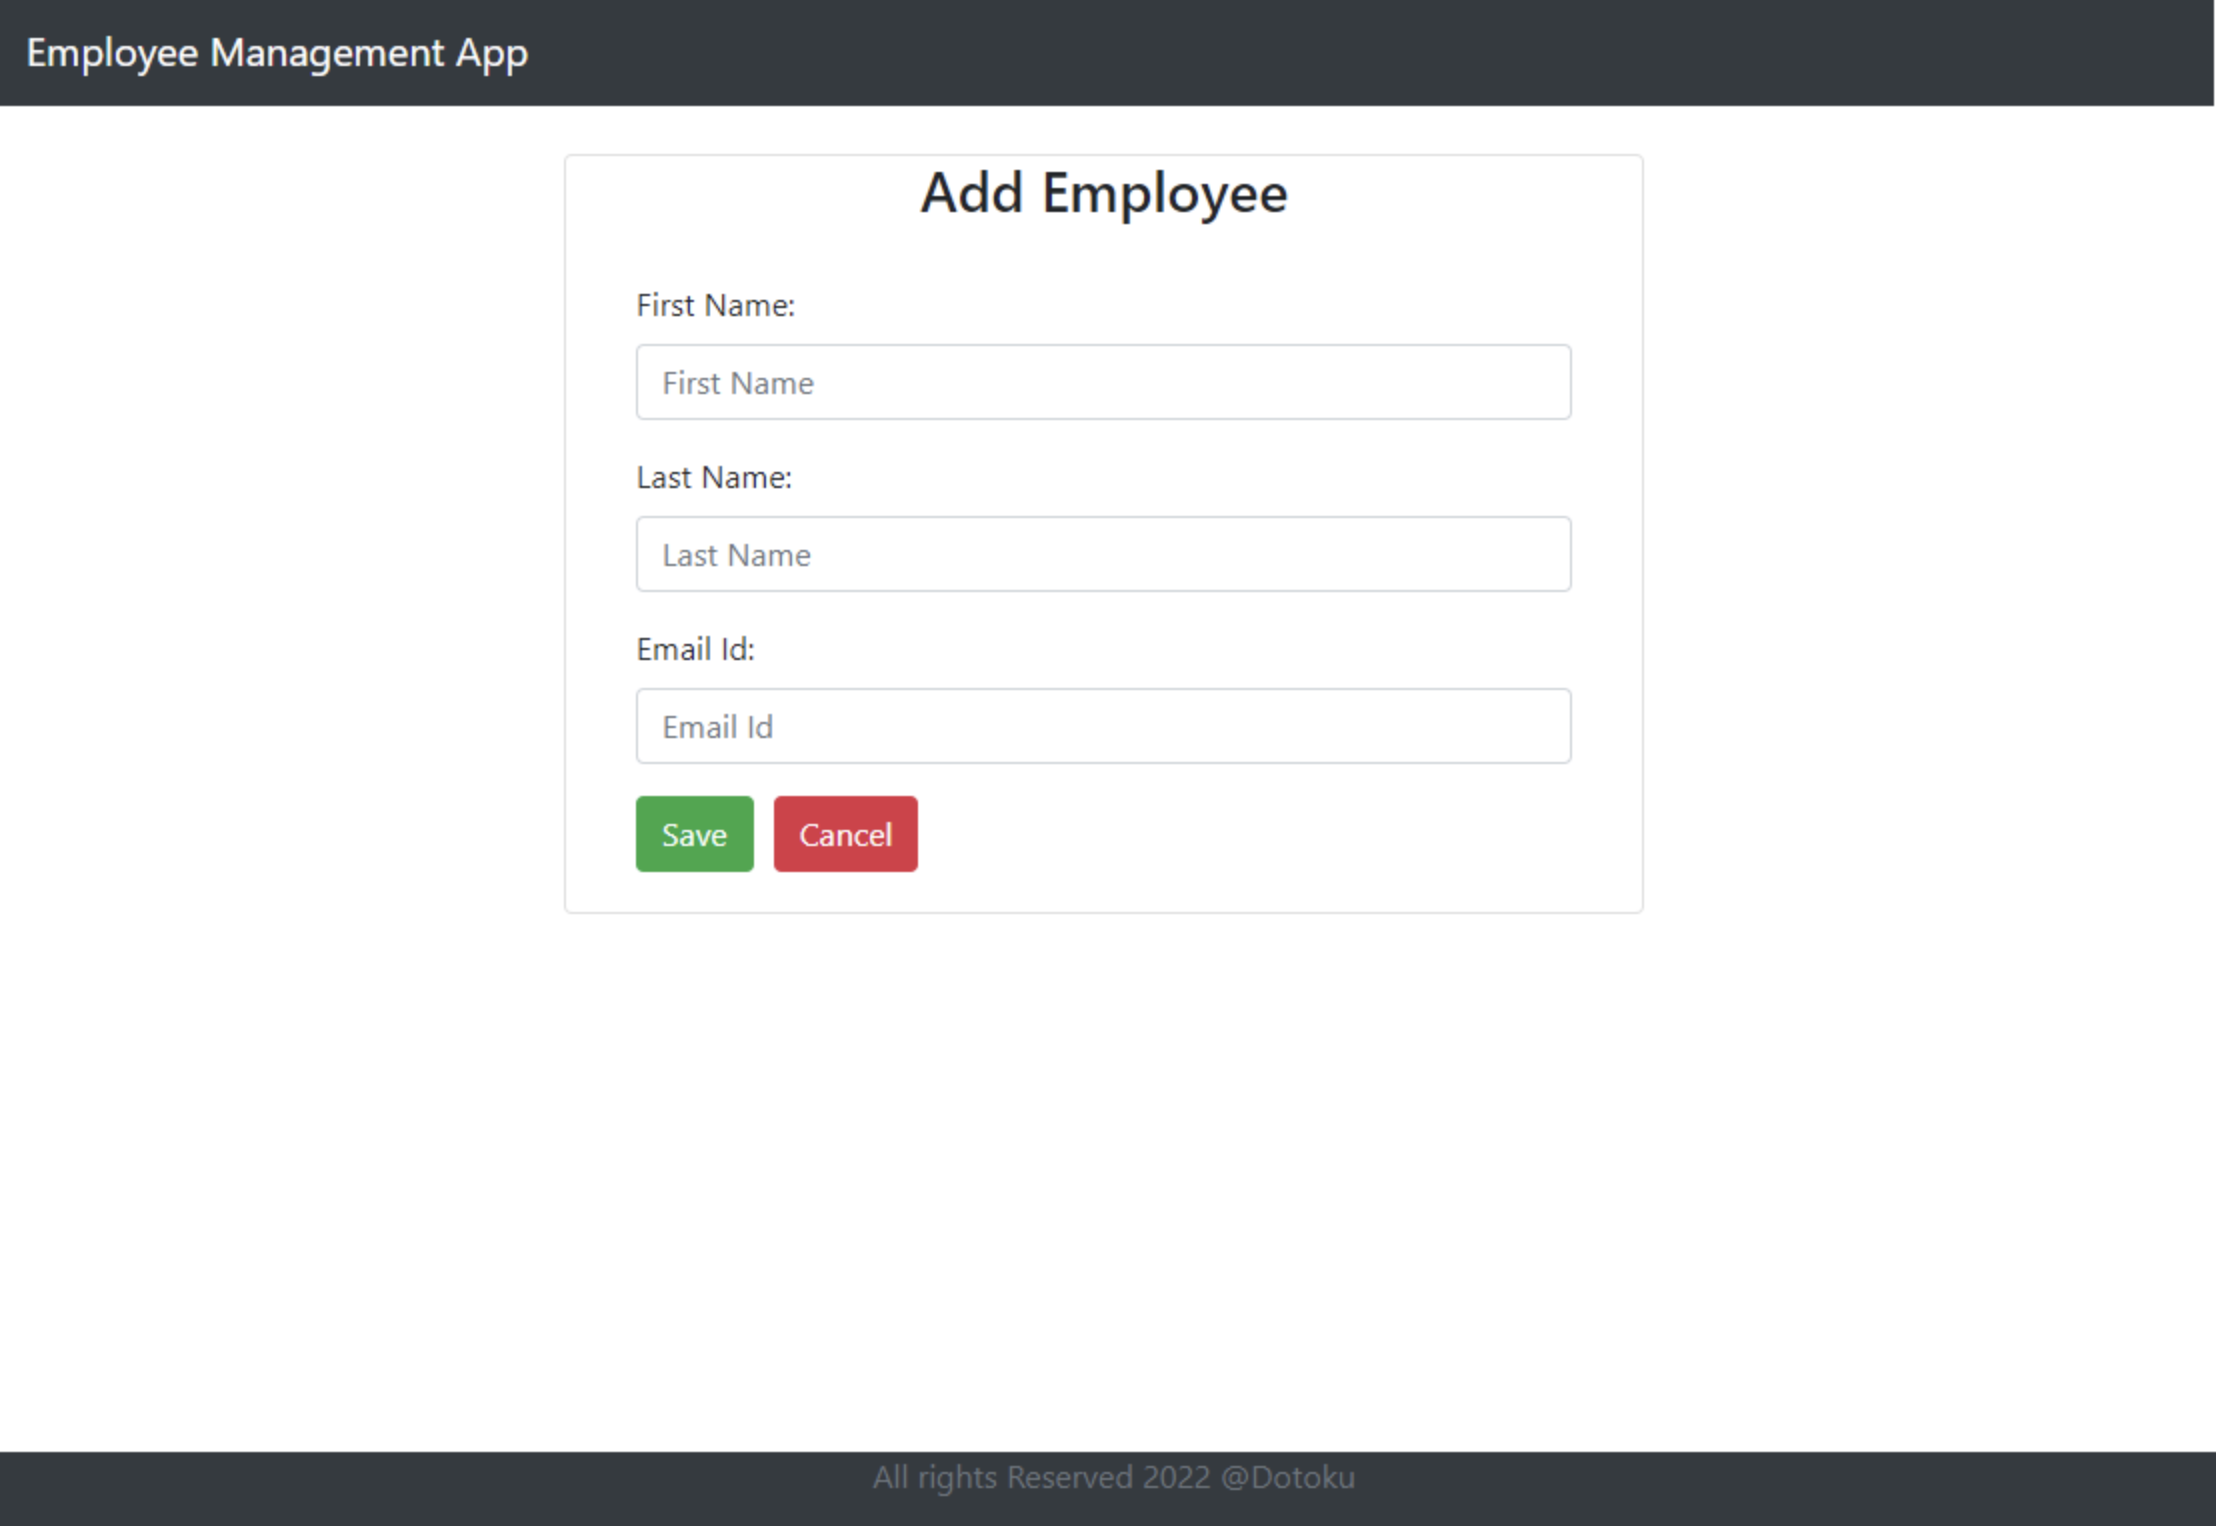 Employee Management App
Add Employee
First Name:
First Name
Last Name:
Last Name
Email Id:
Email Id
Save Cancel
All rights Reserved 2022 @Dotoku